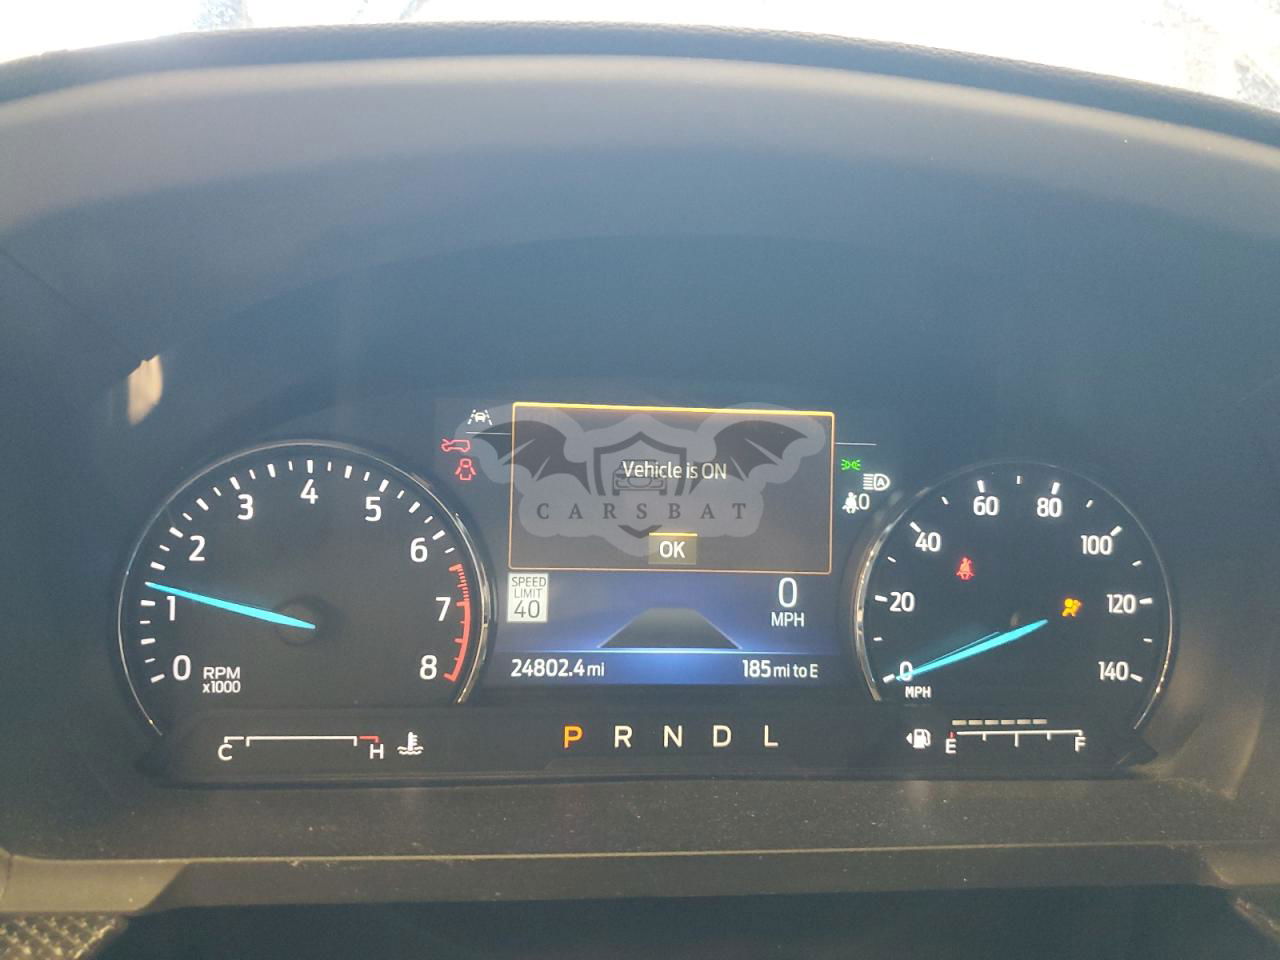 Vehicle is ON
CARSBAT
OK
SPEED
LIMIT
40
0
MPH
24802.4 mi
185 mi to E
0
1
2
3
4
5
6
7
8
RPM
x1000
0
20
40
60
80
100
120
140
MPH
A
C
H
P R N D L
E
F